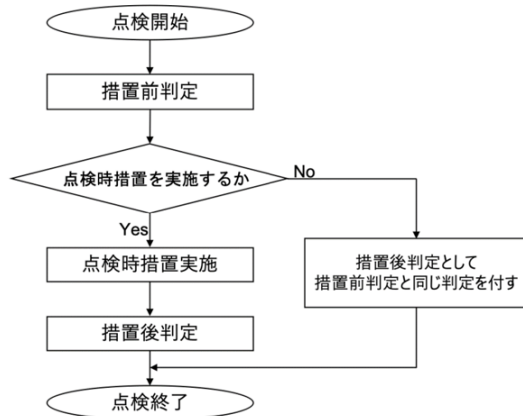 点検開始
措置前判定
点検時措置を実施するか
No
Yes
点検時措置実施
措置後判定として
措置前判定と同じ判定を付す
措置後判定
点検終了